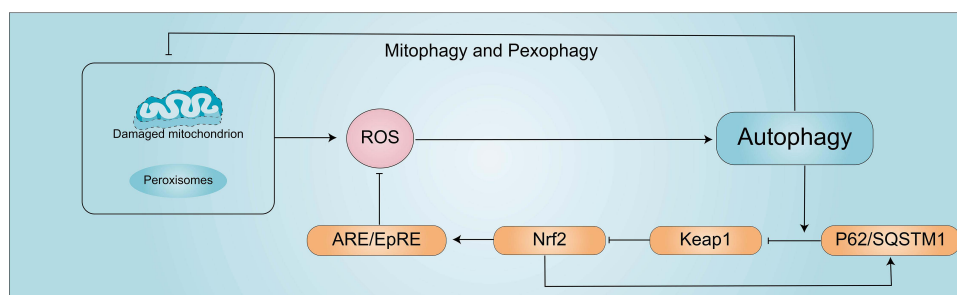 Mitophagy and Pexophagy
Damaged mitochondrion
ROS
Autophagy
Peroxisomes
ARE/EpRE
Nrf2
Keap1
P62/SQSTM1